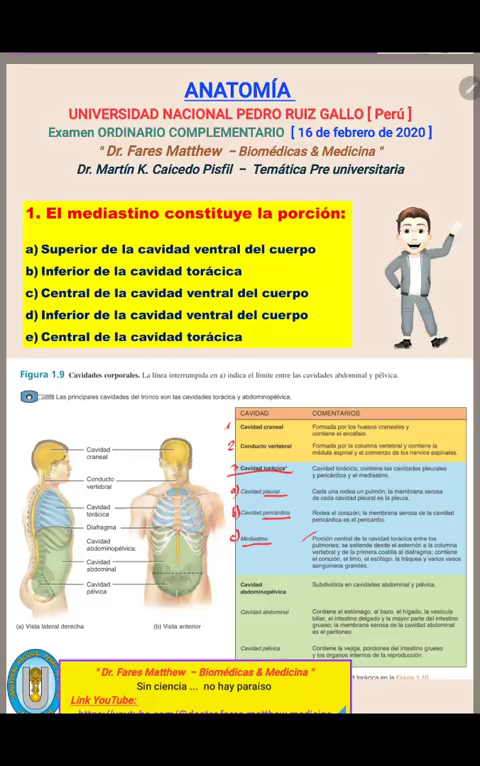 ANATOMÍA
UNIVERSIDAD NACIONAL PEDRO RUIZ GALLO [ Perú ]
Examen ORDINARIO COMPLEMENTARIO [ 16 de febrero de 2020 ]
" Dr. Fares Matthew – Biomédicas & Medicina "
Dr. Martín K. Caicedo Pisfil – Temática Pre universitaria
1. El mediastino constituye la porción:
a) Superior de la cavidad ventral del cuerpo
b) Inferior de la cavidad torácica
c) Central de la cavidad ventral del cuerpo
d) Inferior de la cavidad ventral del cuerpo
e) Central de la cavidad torácica
Figura 1.9 Cavidades corporales. La línea interrumpida en a) indica el límite entre las cavidades abdominal y pélvica.
Las principales cavidades del tronco son las cavidades torácica y abdominopélvica.
Cavidad
craneal
Conducto
vertebral
Cavidad
torácica
Diafragma
Cavidad
abdominopélvica:
Cavidad
abdominal
Cavidad
pélvica
(a) Vista lateral derecha
(b) Vista anterior
CAVIDAD COMENTARIOS
1 Cavidad craneal Formada por los huesos craneales y
contiene el encéfalo.
2 Conducto vertebral Formada por la columna vertebral y contiene la
médula espinal y el comienzo de los nervios espinales.
3 Cavidad torácica* Cavidad torácica; contiene las cavidades pleurales
y pericárdica y el mediastino.
a) Cavidad pleural Cada una rodea un pulmón; la membrana serosa
de cada cavidad pleural es la pleura.
b) Cavidad pericárdica Rodea el corazón; la membrana serosa de la cavidad
pericárdica es el pericardio.
c) Mediastino Porción central de la cavidad torácica entre los
pulmones; se extiende desde el esternón a la columna
vertebral y de la primera costilla al diafragma; contiene
el corazón, el timo, el esófago, la tráquea y varios vasos
sanguíneos grandes.
Cavidad
abdominopélvica Subdividida en cavidades abdominal y pélvica.
Cavidad abdominal Contiene el estómago, el bazo, el hígado, la vesícula
biliar, el intestino delgado y la mayor parte del intestino
grueso; la membrana serosa de la cavidad abdominal
es el peritoneo.
Cavidad pélvica Contiene la vejiga, porciones del intestino grueso
y los órganos internos de la reproducción.
torácica en la Figura 1.10.
" Dr. Fares Matthew – Biomédicas & Medicina "
Sin ciencia ... no hay paraíso
Link YouTube: